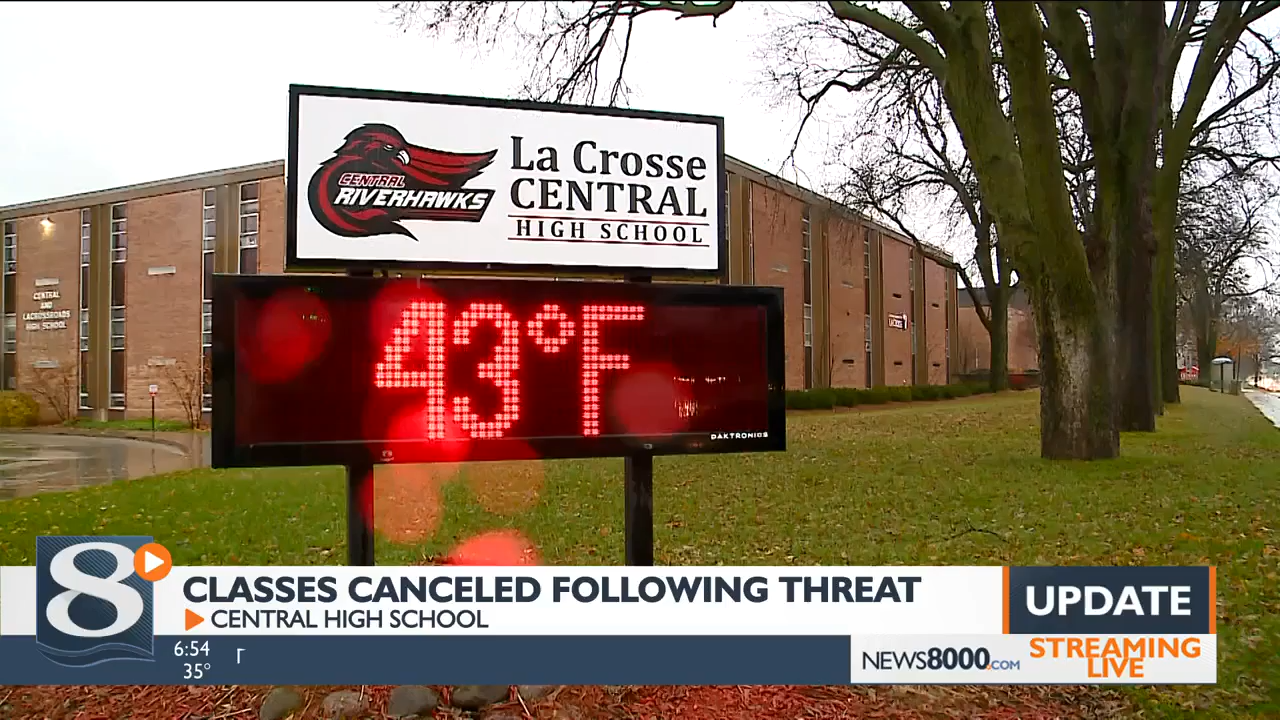 La Crosse
CENTRAL
HIGH SCHOOL
CENTRAL
RIVERHAWKS
43°F
DAKTRONICS
CENTRAL
AND
LACROSSROADS
HIGH SCHOOL
8
CLASSES CANCELED FOLLOWING THREAT
CENTRAL HIGH SCHOOL
UPDATE
6:54
35°
NEWS8000.COM
STREAMING
LIVE